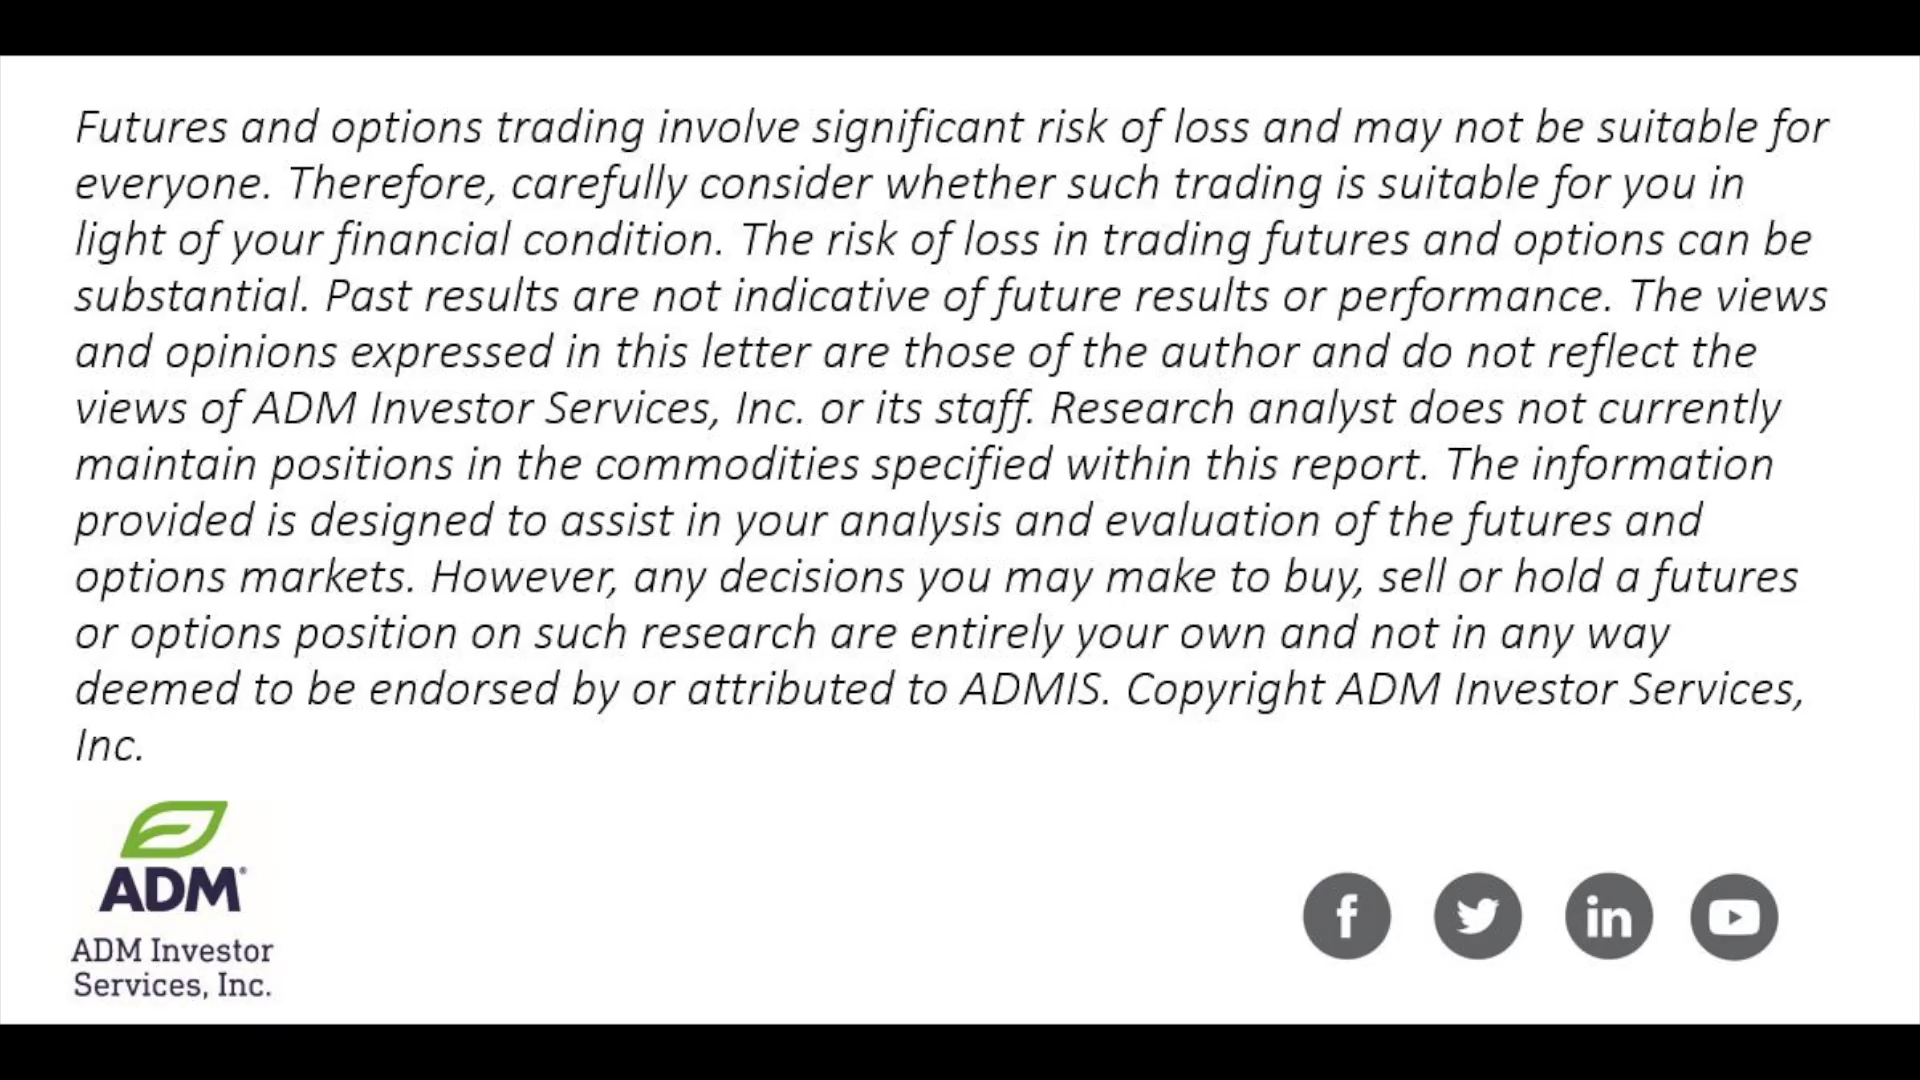 Futures and options trading involve significant risk of loss and may not be suitable for
everyone. Therefore, carefully consider whether such trading is suitable for you in
light of your financial condition. The risk of loss in trading futures and options can be
substantial. Past results are not indicative of future results or performance. The views
and opinions expressed in this letter are those of the author and do not reflect the
views of ADM Investor Services, Inc. or its staff. Research analyst does not currently
maintain positions in the commodities specified within this report. The information
provided is designed to assist in your analysis and evaluation of the futures and
options markets. However, any decisions you may make to buy, sell or hold a futures
or options position on such research are entirely your own and not in any way
deemed to be endorsed by or attributed to ADMIS. Copyright ADM Investor Services,
Inc.
ADM®
ADM Investor
Services, Inc.
f
in